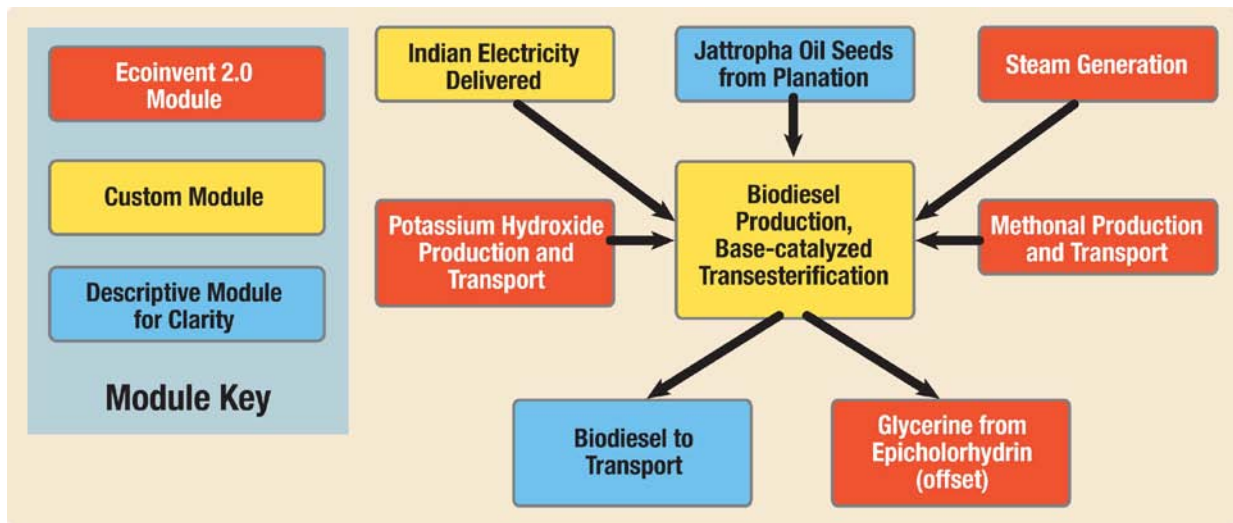 Ecoinvent 2.0
Module
Custom Module
Descriptive Module
for Clarity
Module Key
Indian Electricity
Delivered
Jattropha Oil Seeds
from Planation
Steam Generation
Potassium Hydroxide
Production and
Transport
Biodiesel
Production,
Base-catalyzed
Transesterification
Methonal Production
and Transport
Biodiesel to
Transport
Glycerine from
Epicholorhydrin
(offset)